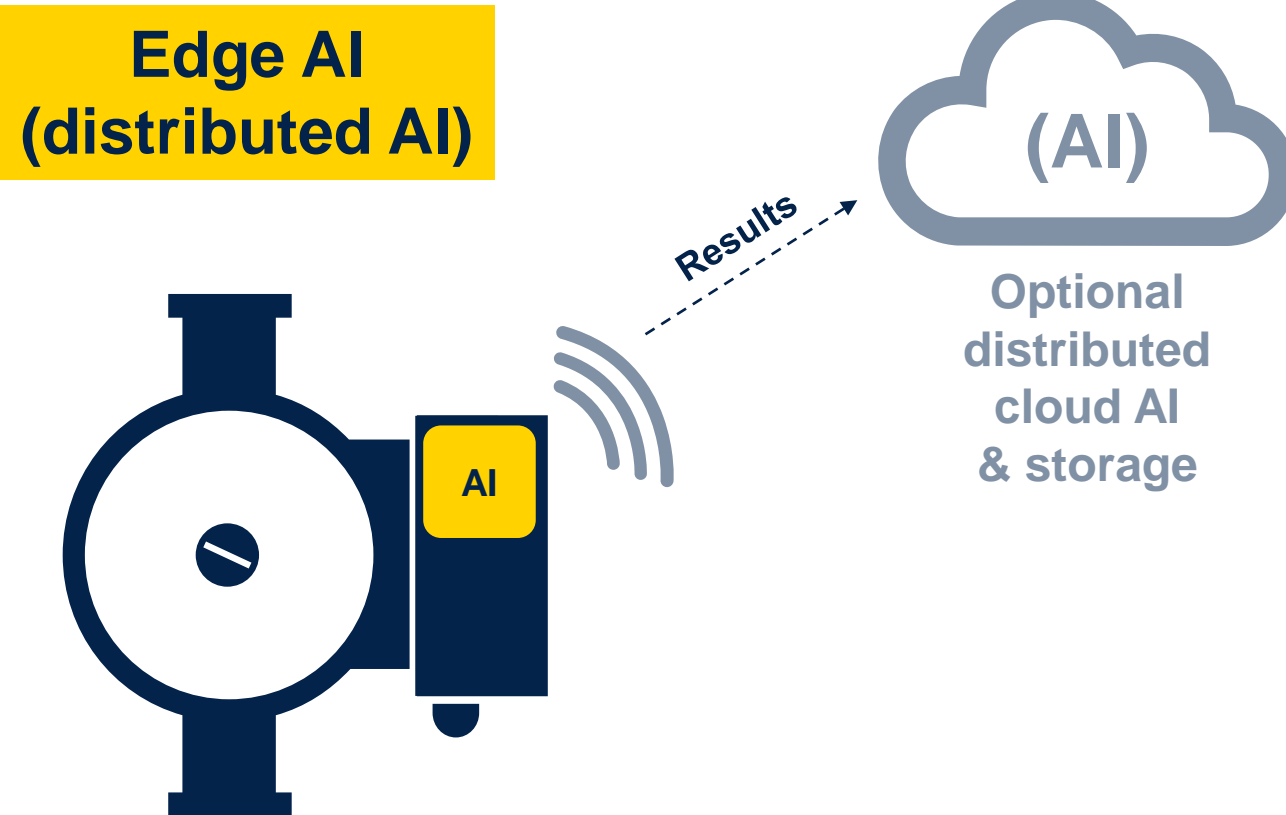 Edge AI
(distributed AI)
(AI)
Results
Optional
distributed
cloud AI
& storage
AI